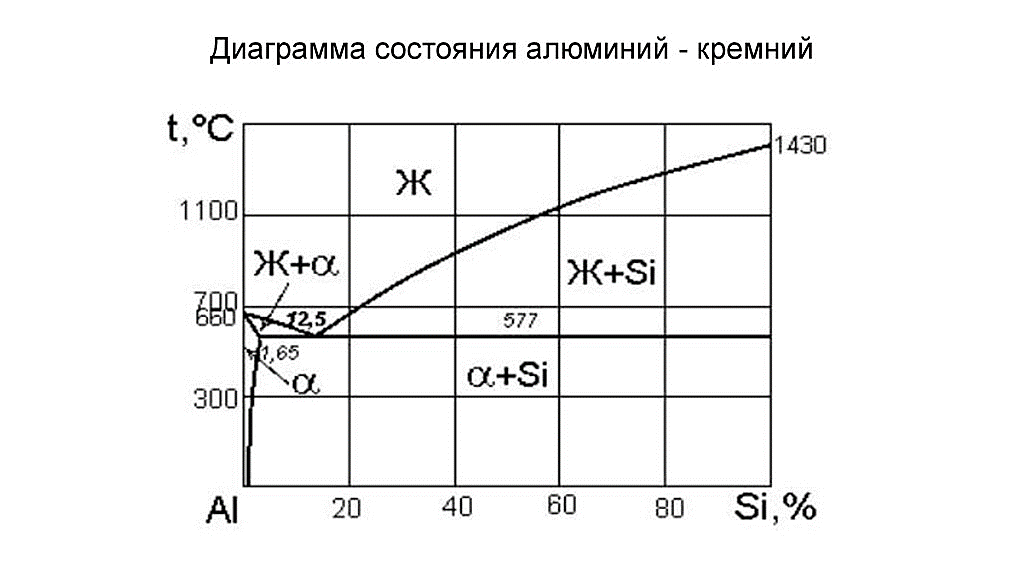 Диаграмма состояния алюминий - кремний
t,°C
1430
Ж
1100
Ж+α
Ж+Si
700
660
12,5
577
1,65
α
α+Si
300
Al
20
40
60
80
Si,%